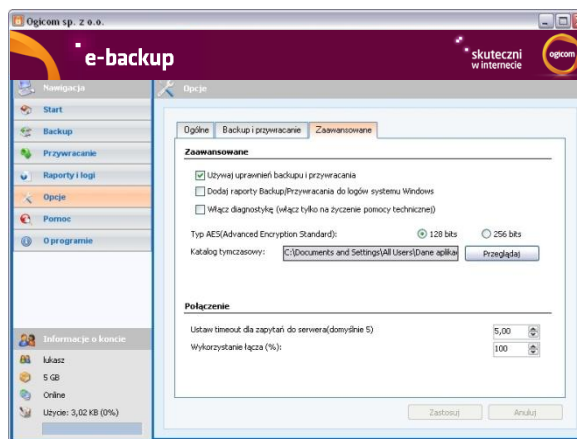 Ogicom sp. z o.o.
e-backup
skuteczni
w internecie
ogicom
Nawigacja
Opcje
Start
Backup
Przywracanie
Raporty i logi
Opcje
Pomoc
O programie
Ogólne
Backup i przywracanie
Zaawansowane
Zaawansowane
Używaj uprawnień backupu i przywracania
Dodaj raporty Backup/Przywracania do logów systemu Windows
Włącz diagnostykę (włącz tylko na życzenie pomocy technicznej)
Typ AES(Advanced Encryption Standard):
128 bits
256 bits
Katalog tymczasowy:
C:\Documents and Settings\All Users\Dane aplika
Przeglądaj
Połączenie
Ustaw timeout dla zapytań do serwera(domyślnie 5)
5,00
Wykorzystanie łącza (%):
100
Informacje o koncie
lukasz
5 GB
Online
Użycie: 3,02 KB (0%)
Zastosuj
Anuluj